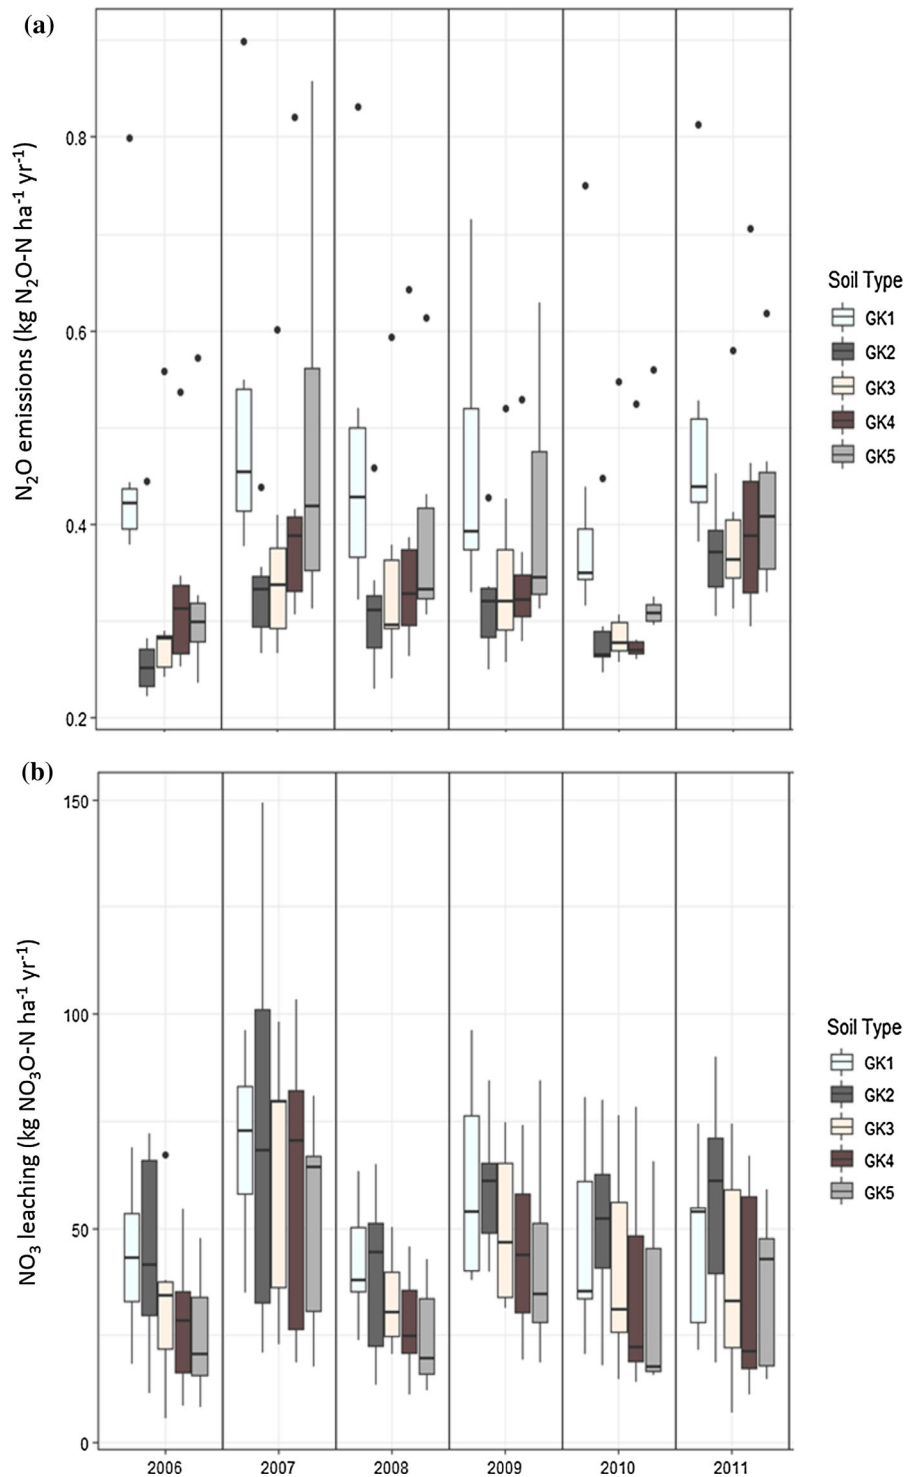 (a)
N₂O emissions (kg N₂O-N ha⁻¹ yr⁻¹)
0.8
0.6
0.4
0.2
Soil Type
GK1
GK2
GK3
GK4
GK5
(b)
NO₃ leaching (kg NO₃O-N ha⁻¹ yr⁻¹)
150
100
50
0
Soil Type
GK1
GK2
GK3
GK4
GK5
2006 2007 2008 2009 2010 2011